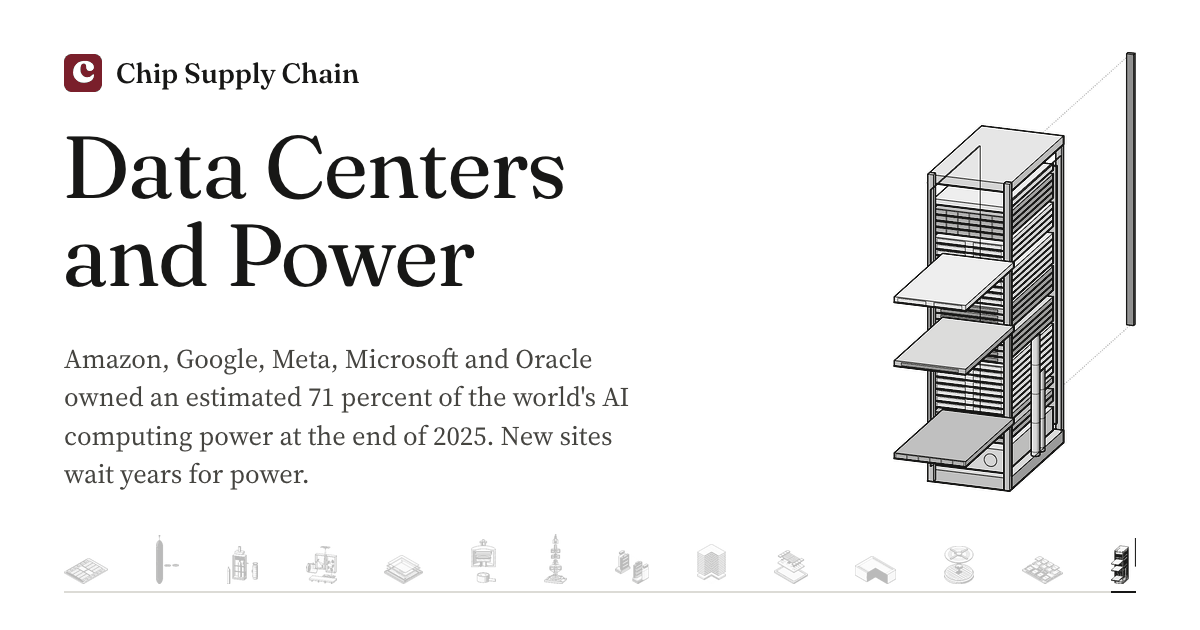 C Chip Supply Chain
Data Centers
and Power
Amazon, Google, Meta, Microsoft and Oracle
owned an estimated 71 percent of the world's AI
computing power at the end of 2025. New sites
wait years for power.